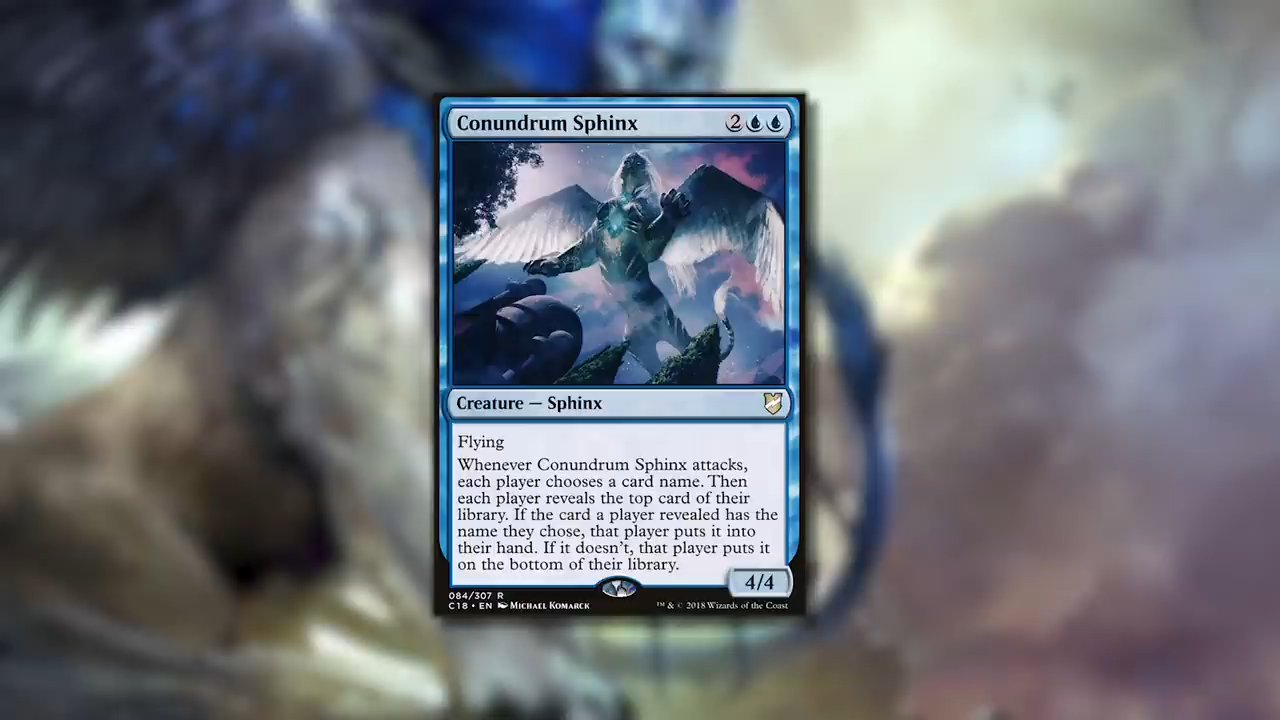 Conundrum Sphinx 2
Creature — Sphinx
Flying
Whenever Conundrum Sphinx attacks,
each player chooses a card name. Then
each player reveals the top card of their
library. If the card a player revealed has the
name they chose, that player puts it into
their hand. If it doesn't, that player puts it
on the bottom of their library.
4/4
084/307 R
C18 • EN Michael Komarck ™ & © 2018 Wizards of the Coast